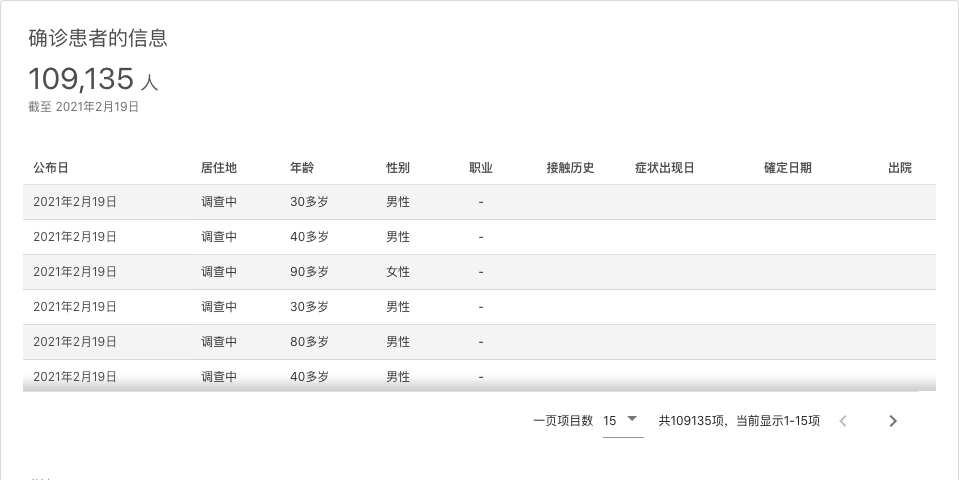 确诊患者的信息
109,135 人
截至 2021年2月19日
公布日 居住地 年龄 性别 职业 接触历史 症状出现日 確定日期 出院
2021年2月19日 调查中 30多岁 男性 -
2021年2月19日 调查中 40多岁 男性 -
2021年2月19日 调查中 90多岁 女性 -
2021年2月19日 调查中 30多岁 男性 -
2021年2月19日 调查中 80多岁 男性 -
2021年2月19日 调查中 40多岁 男性 -
一页项目数 15 共109135项，当前显示1-15项